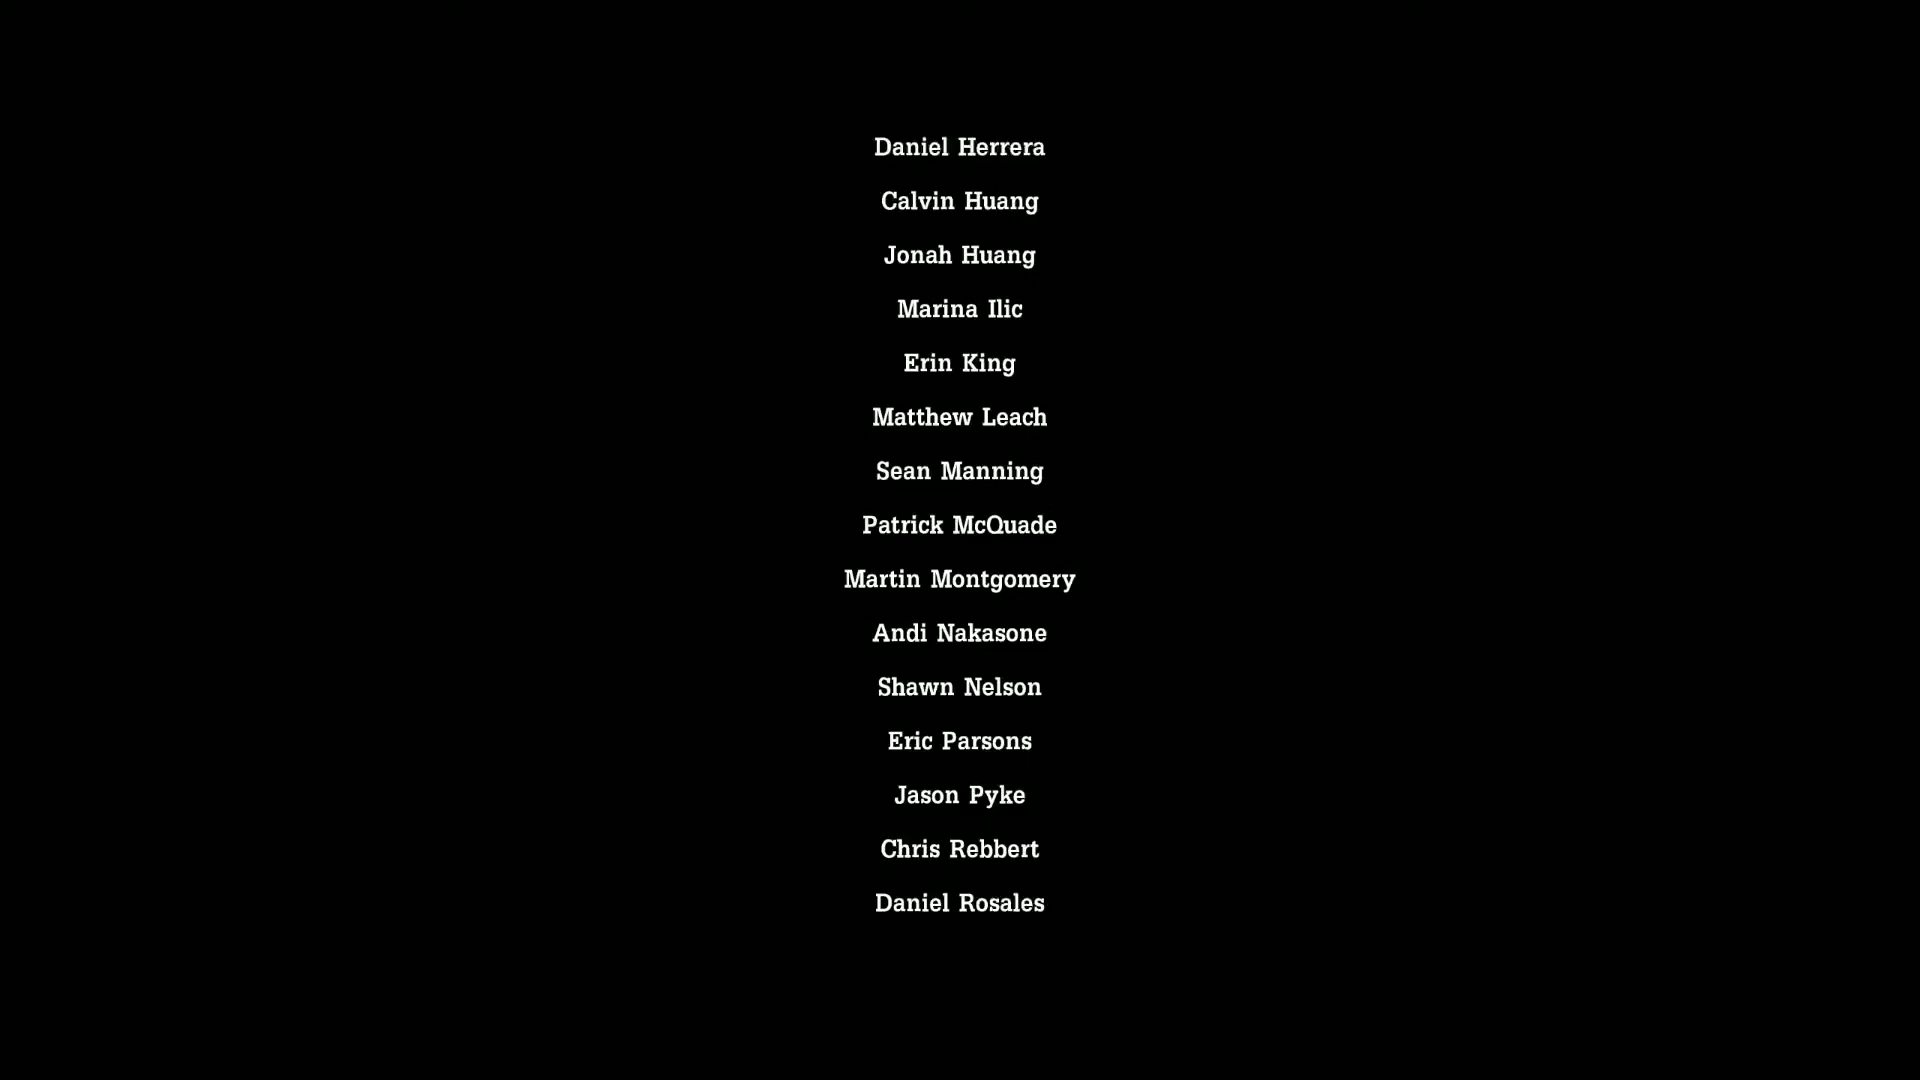 Daniel Herrera
Calvin Huang
Jonah Huang
Marina Ilic
Erin King
Matthew Leach
Sean Manning
Patrick McQuade
Martin Montgomery
Andi Nakasone
Shawn Nelson
Eric Parsons
Jason Pyke
Chris Rebbert
Daniel Rosales